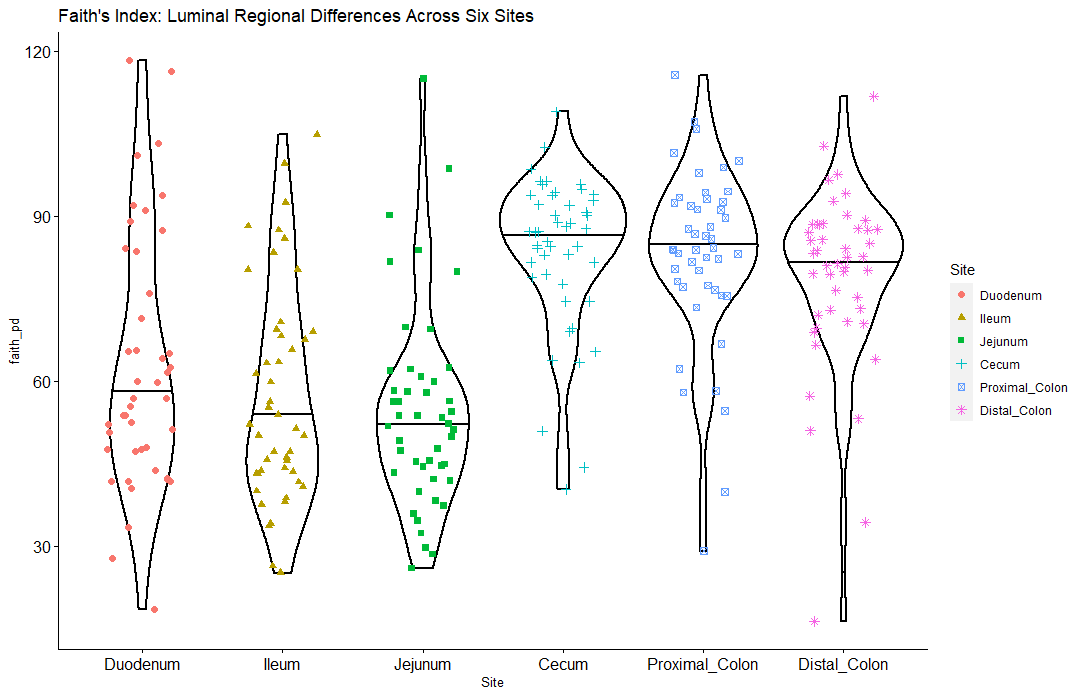 Faith's Index: Luminal Regional Differences Across Six Sites
120
90
60
30
faith_pd
Duodenum
Ileum
Jejunum
Cecum
Proximal_Colon
Distal_Colon
Site
Site
Duodenum
Ileum
Jejunum
Cecum
Proximal_Colon
Distal_Colon